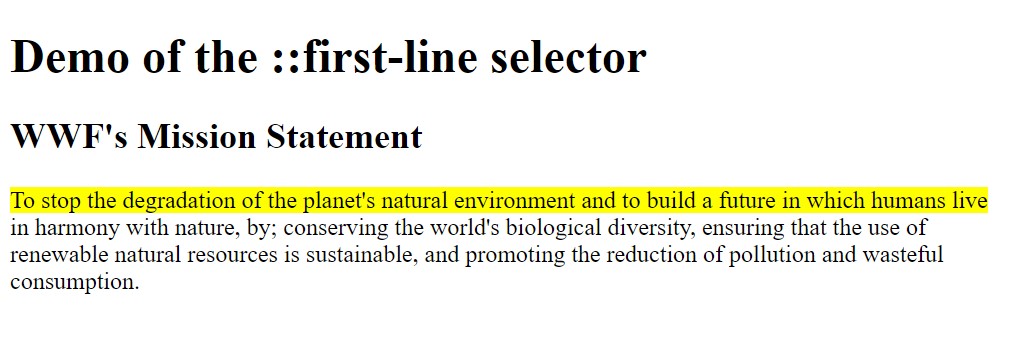 Demo of the ::first-line selector
WWF's Mission Statement
To stop the degradation of the planet's natural environment and to build a future in which humans live
in harmony with nature, by; conserving the world's biological diversity, ensuring that the use of
renewable natural resources is sustainable, and promoting the reduction of pollution and wasteful
consumption.